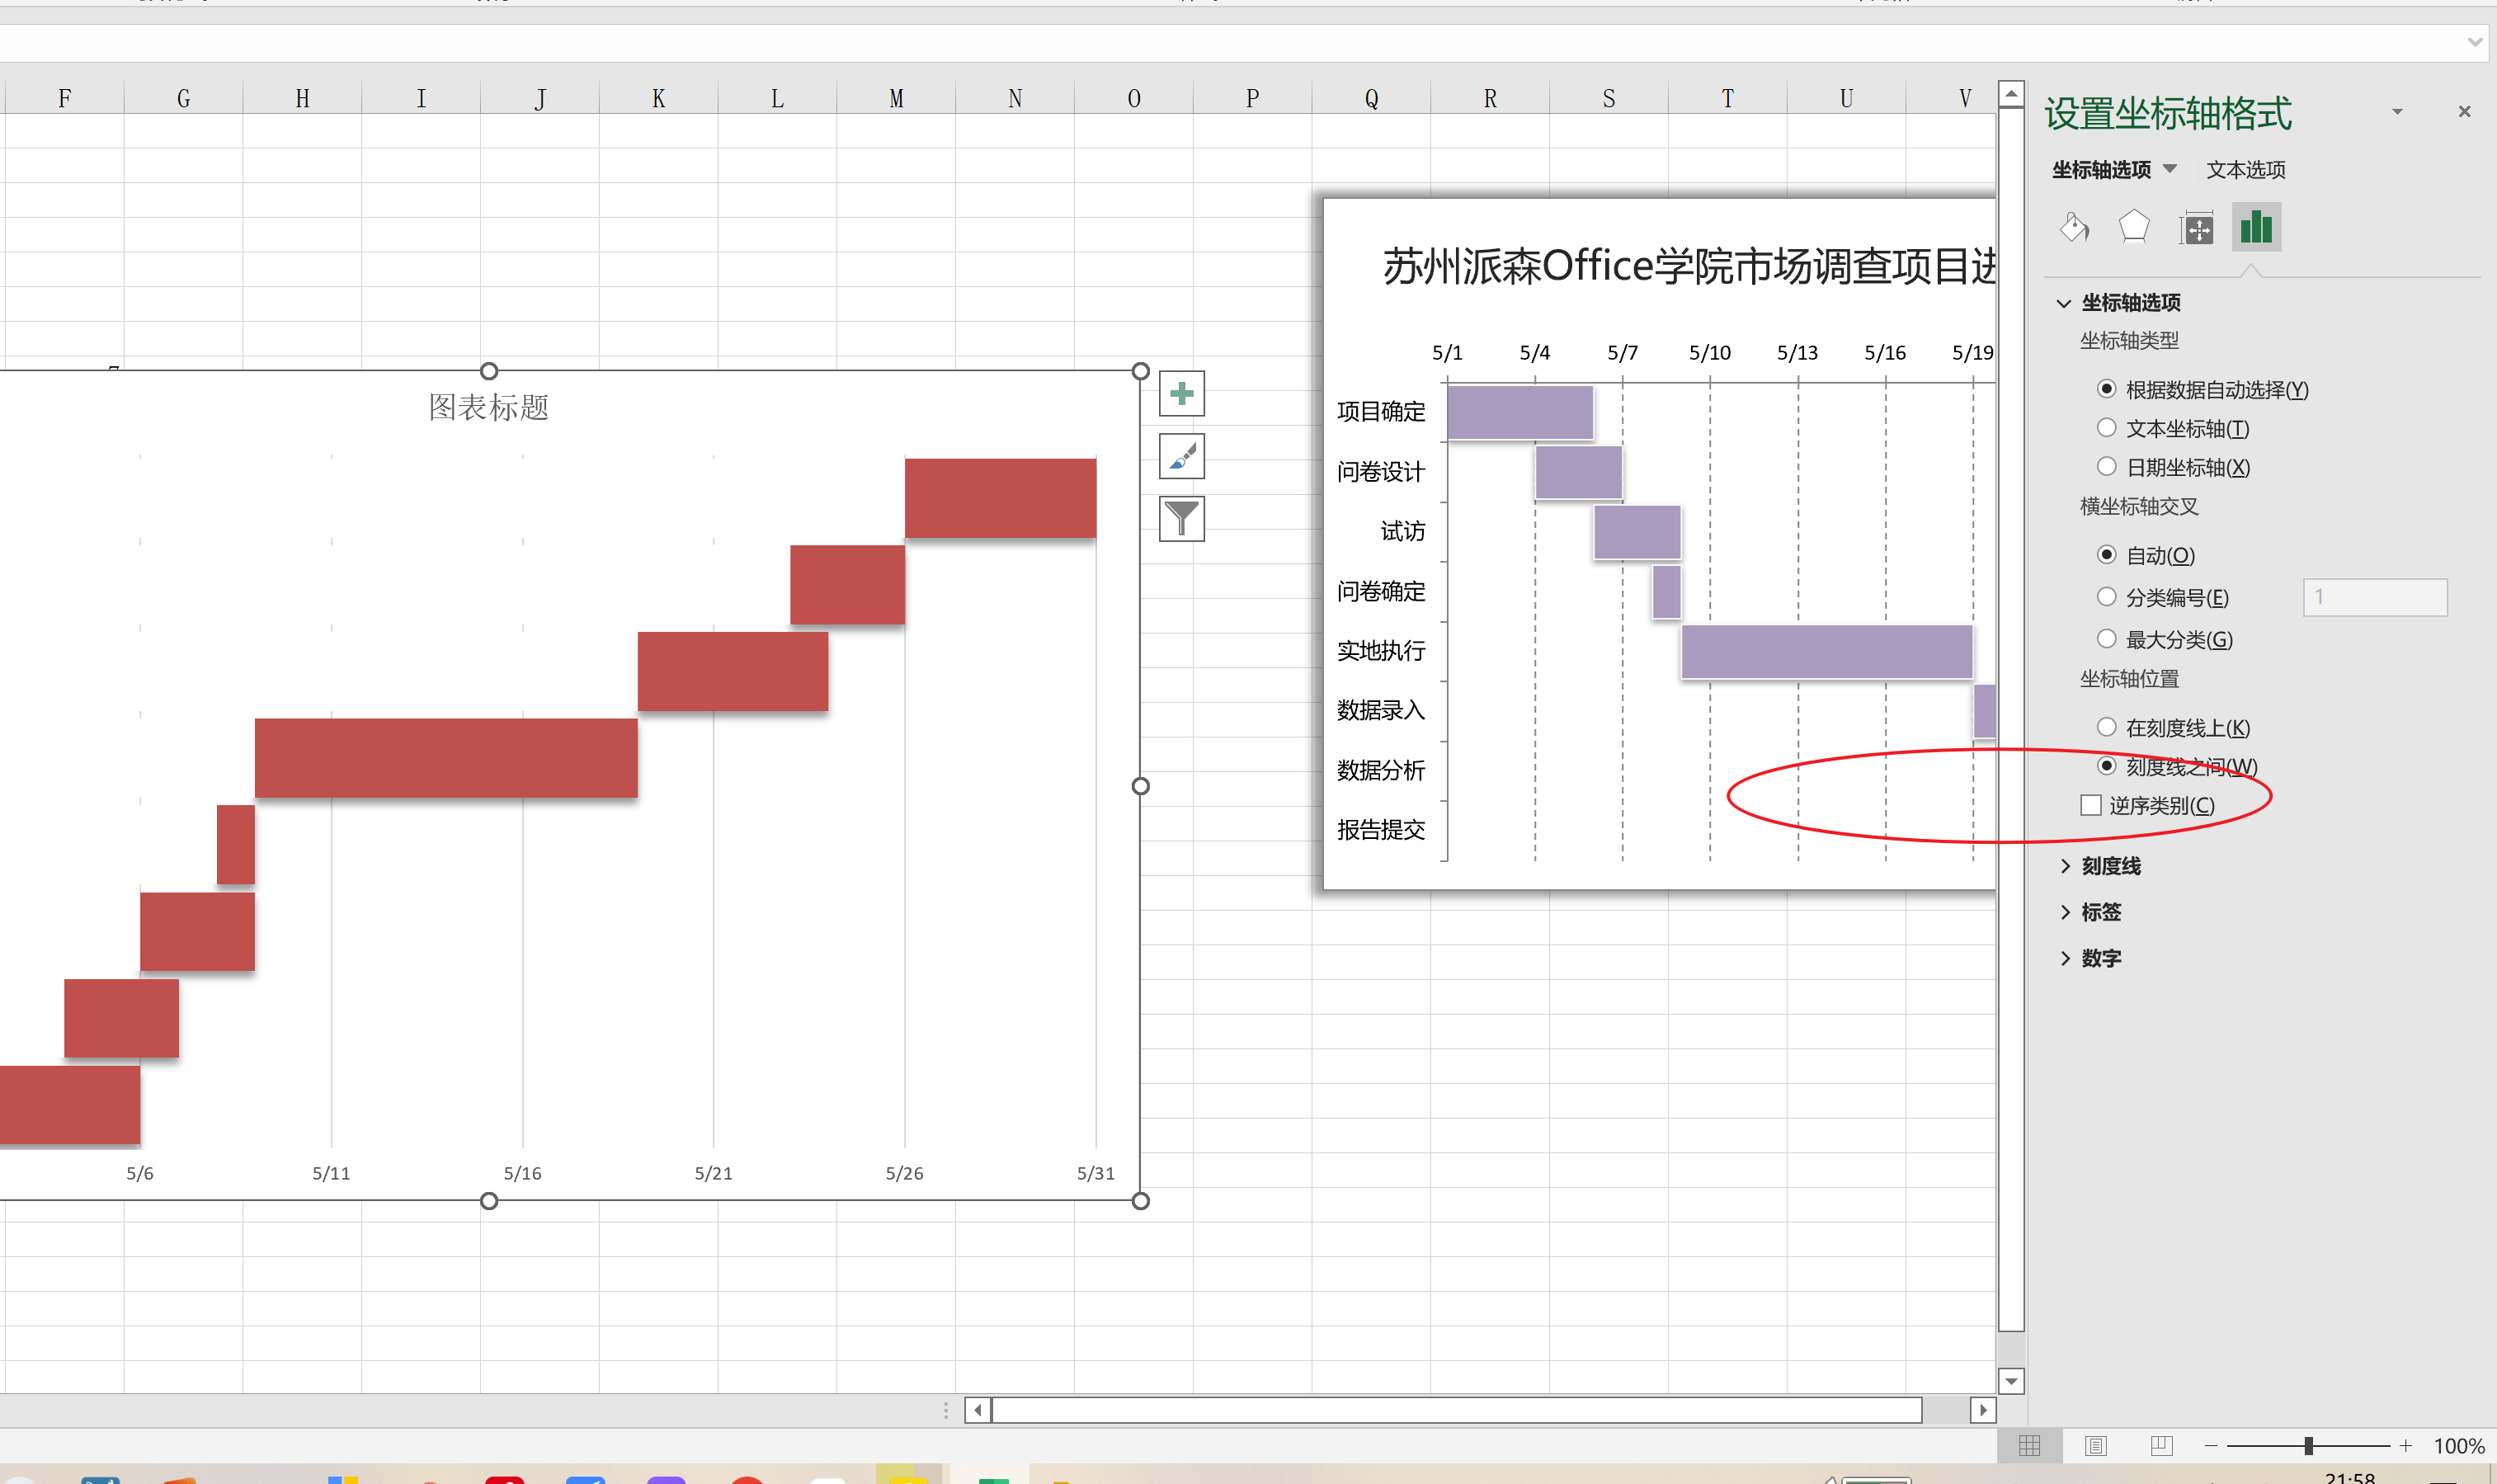 F G H I J K L M N O P Q R S T U V
设置坐标轴格式
坐标轴选项 文本选项
坐标轴选项
坐标轴类型
根据数据自动选择(Y)
文本坐标轴(T)
日期坐标轴(X)
横坐标轴交叉
自动(O)
分类编号(E) 1
最大分类(G)
坐标轴位置
在刻度线上(K)
刻度线之间(W)
逆序类别(C)
刻度线
标签
数字
图表标题
5/6 5/11 5/16 5/21 5/26 5/31
苏州派森Office学院市场调查项目进
5/1 5/4 5/7 5/10 5/13 5/16 5/19
项目确定
问卷设计
试访
问卷确定
实地执行
数据录入
数据分析
报告提交
100%
21:58